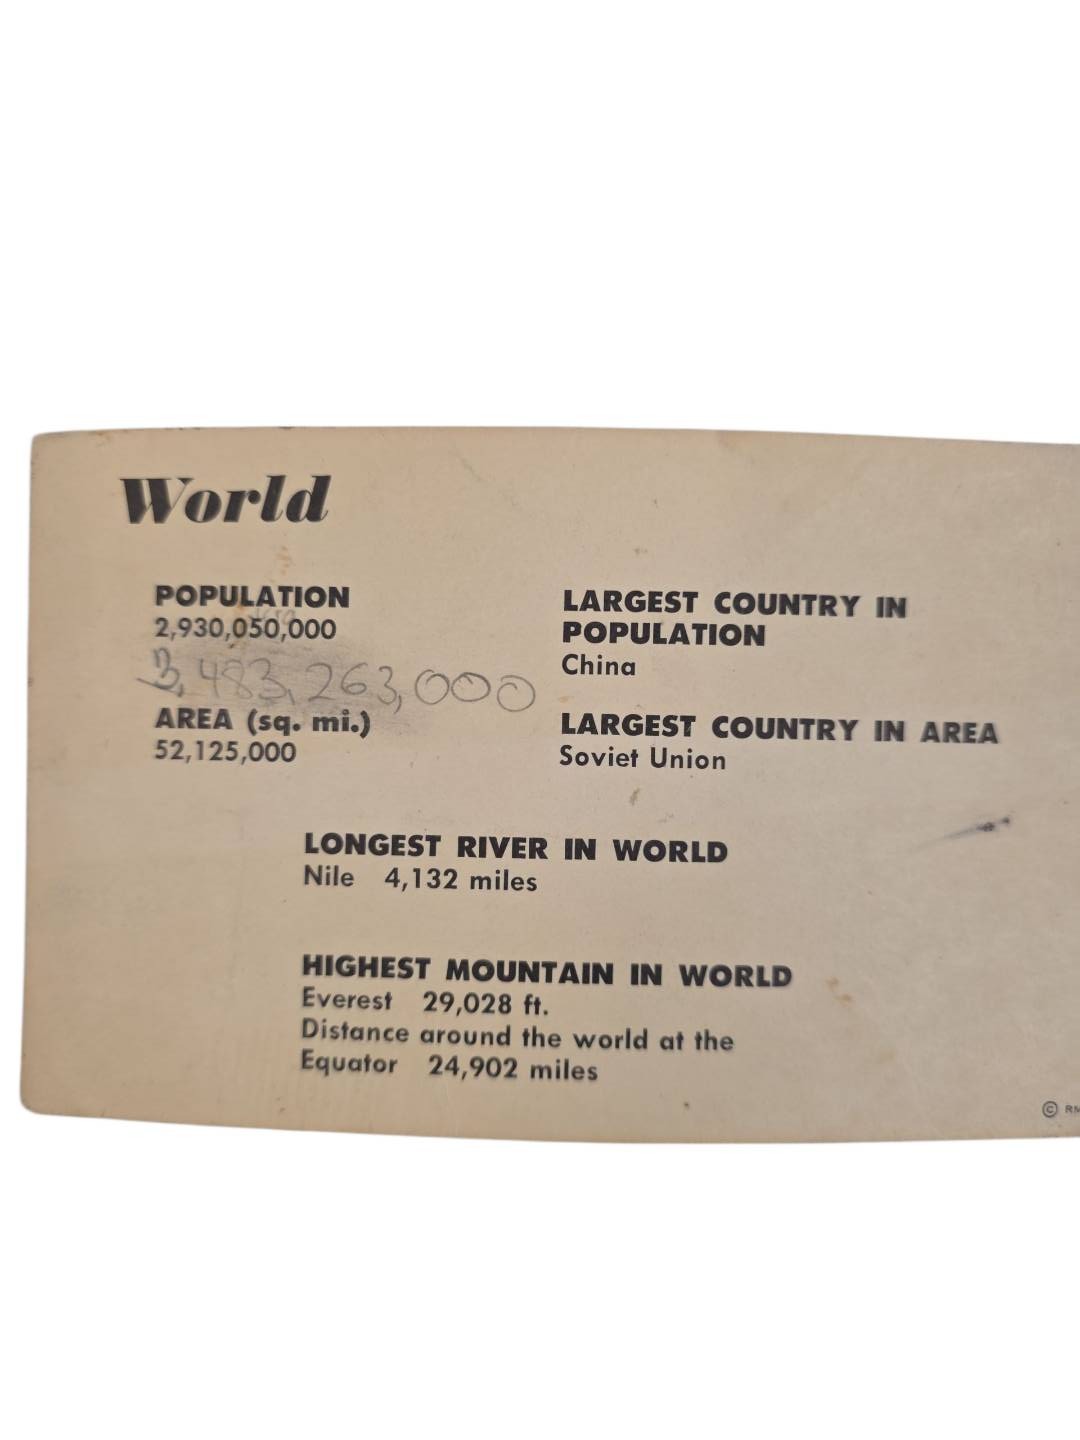 World
POPULATION
2,930,050,000
3,483,263,000
AREA (sq. mi.)
52,125,000
LARGEST COUNTRY IN
POPULATION
China
LARGEST COUNTRY IN AREA
Soviet Union
LONGEST RIVER IN WORLD
Nile 4,132 miles
HIGHEST MOUNTAIN IN WORLD
Everest 29,028 ft.
Distance around the world at the
Equator 24,902 miles
©